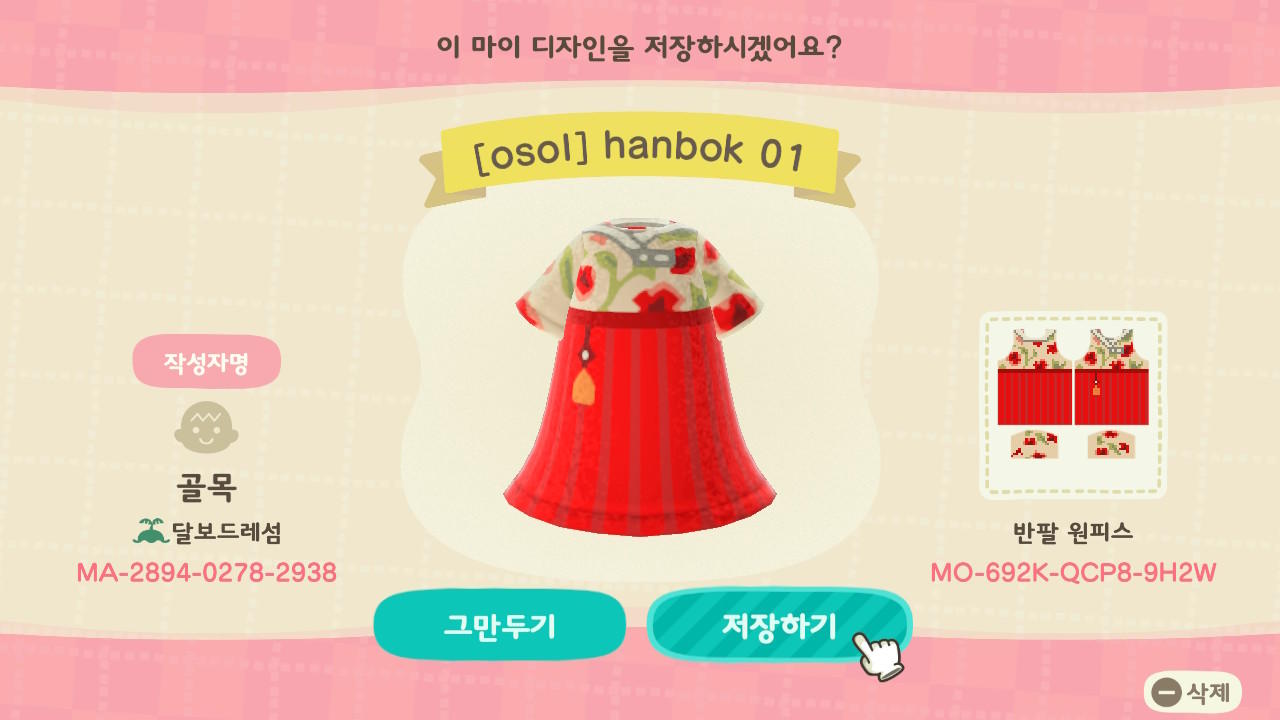 이 마이 디자인을 저장하시겠어요?
[osol] hanbok 01
작성자명
골목
달보드레섬
MA-2894-0278-2938
반팔 원피스
MO-692K-QCP8-9H2W
그만두기
저장하기
삭제